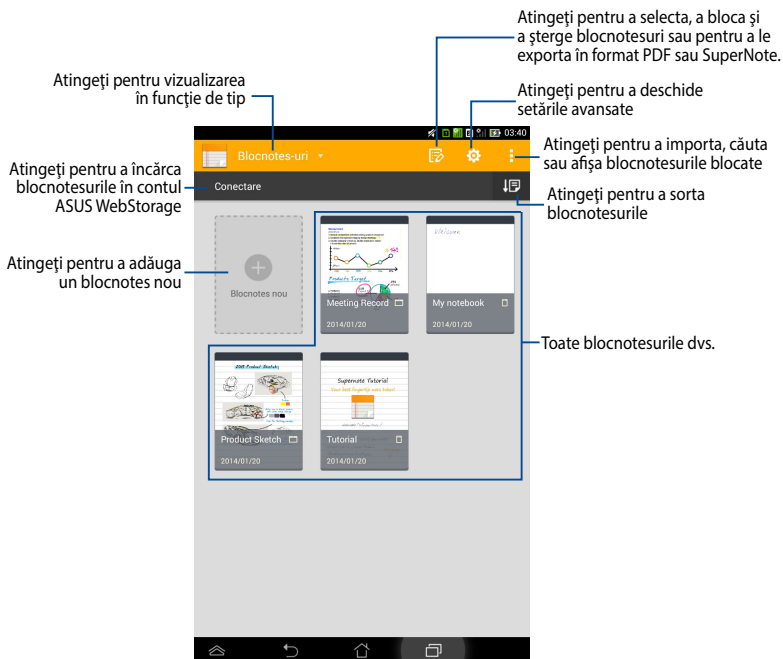 Atingeţi pentru a selecta, a bloca şi
a şterge blocnotesuri sau pentru a le
exporta în format PDF sau SuperNote.
Atingeţi pentru vizualizarea
în funcţie de tip
Atingeţi pentru a deschide
setările avansate
03:40
Blocnotes-uri
Atingeţi pentru a importa, căuta
sau afişa blocnotesurile blocate
Atingeţi pentru a încărca
blocnotesurile în contul
ASUS WebStorage
Conectare
Atingeţi pentru a sorta
blocnotesurile
Atingeţi pentru a adăuga
un blocnotes nou
Blocnotes nou
Products Target
Meeting Record
2014/01/20
My notebook
2014/01/20
Toate blocnotesurile dvs.
Product Sketch
2014/01/20
Supernote Tutorial
Tutorial
2014/01/20